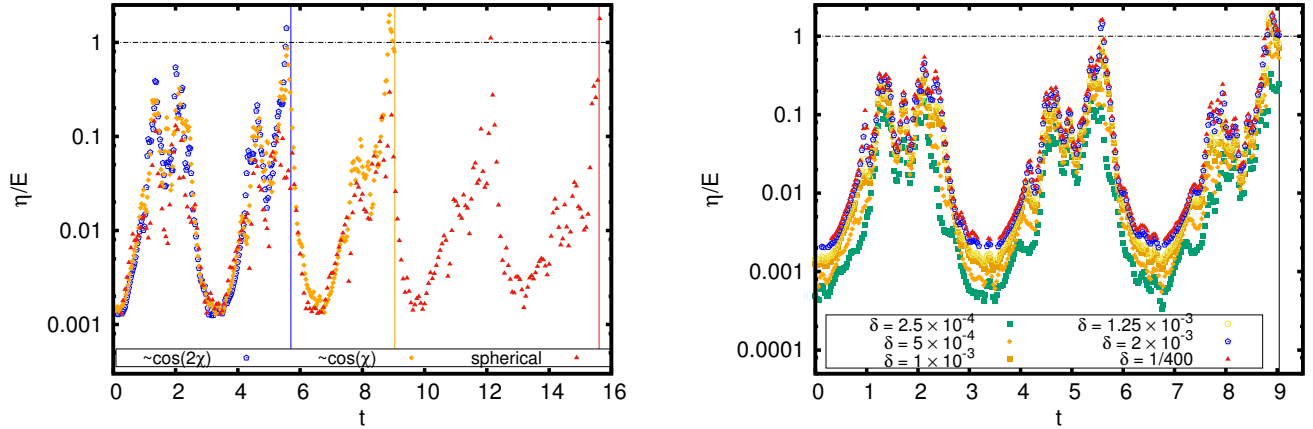 1
0.1
0.01
0.001
η/E
~cos(2χ)
~cos(χ)
spherical
0 2 4 6 8 10 12 14 16
t
1
0.1
0.01
0.001
0.0001
η/E
δ = 2.5 × 10⁻⁴
δ = 5 × 10⁻⁴
δ = 1 × 10⁻³
δ = 1.25 × 10⁻³
δ = 2 × 10⁻³
δ = 1/400
0 1 2 3 4 5 6 7 8 9
t